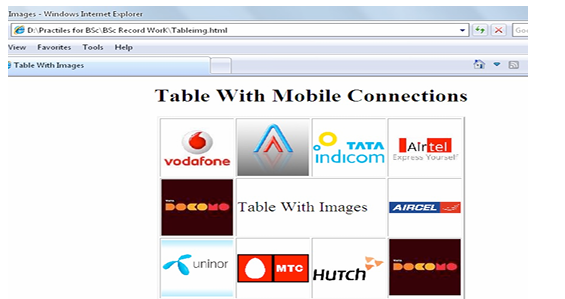 Images - Windows Internet Explorer
D:\Practiles for BSc\BSc Record WorK\Tableimg.html
Goo
View Favorites Tools Help
Table With Images
Table With Mobile Connections
vodafone
TATA
indicom
AirTel
Express Yourself
DOCOMO
Table With Images
AIRCEL
uninor
MTC
HUTCH
DOCOMO